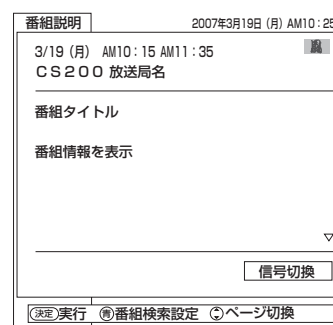 番組説明 2007年3月19日 (月) AM10:25
3/19 (月) AM10:15 AM11:35
CS200 放送局名
番組タイトル
番組情報を表示
信号切換
決定 実行 青 番組検索設定 ページ切換